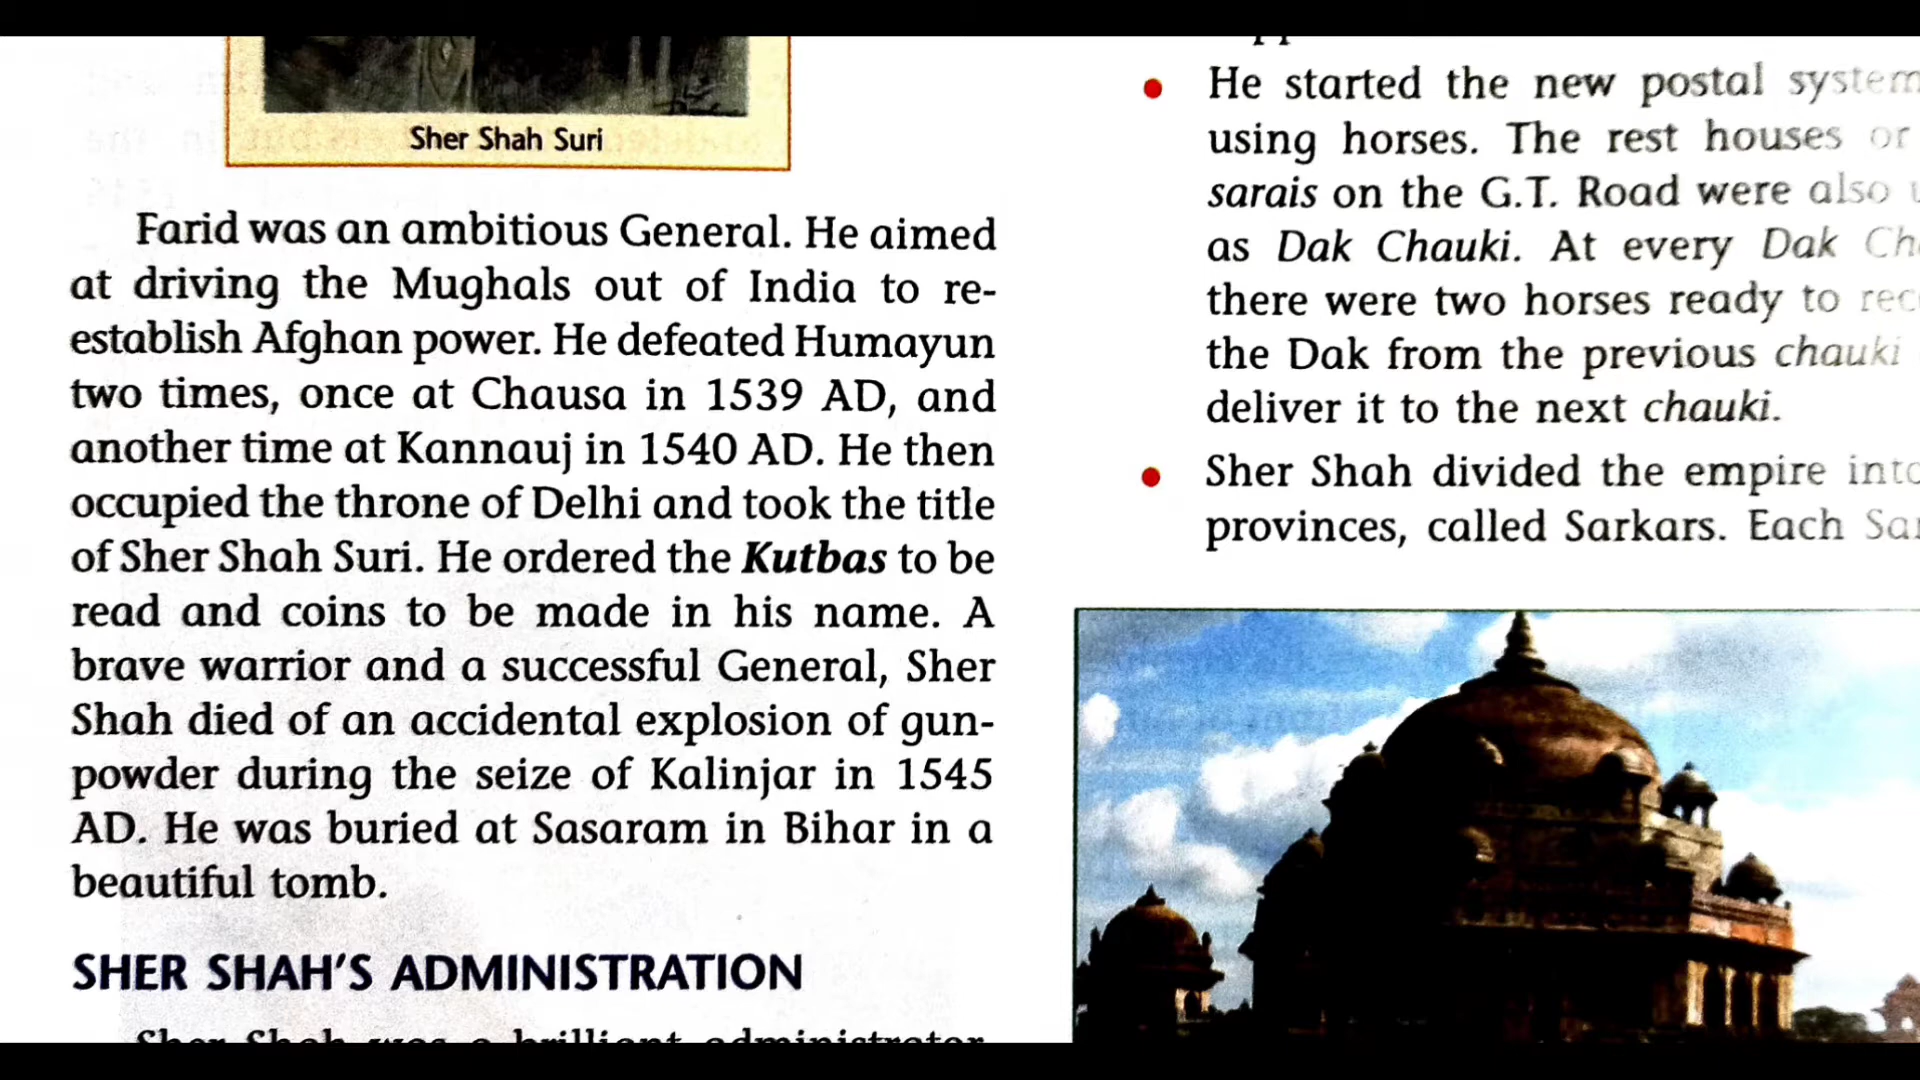 Sher Shah Suri
Farid was an ambitious General. He aimed
at driving the Mughals out of India to re-
establish Afghan power. He defeated Humayun
two times, once at Chausa in 1539 AD, and
another time at Kannauj in 1540 AD. He then
occupied the throne of Delhi and took the title
of Sher Shah Suri. He ordered the Kutbas to be
read and coins to be made in his name. A
brave warrior and a successful General, Sher
Shah died of an accidental explosion of gun-
powder during the seize of Kalinjar in 1545
AD. He was buried at Sasaram in Bihar in a
beautiful tomb.
SHER SHAH'S ADMINISTRATION
Sher Shah was a brilliant administrator
He started the new postal system
using horses. The rest houses or
sarais on the G.T. Road were also
as Dak Chauki. At every Dak
there were two horses ready to
the Dak from the previous chauki
deliver it to the next chauki.
Sher Shah divided the empire into
provinces, called Sarkars. Each